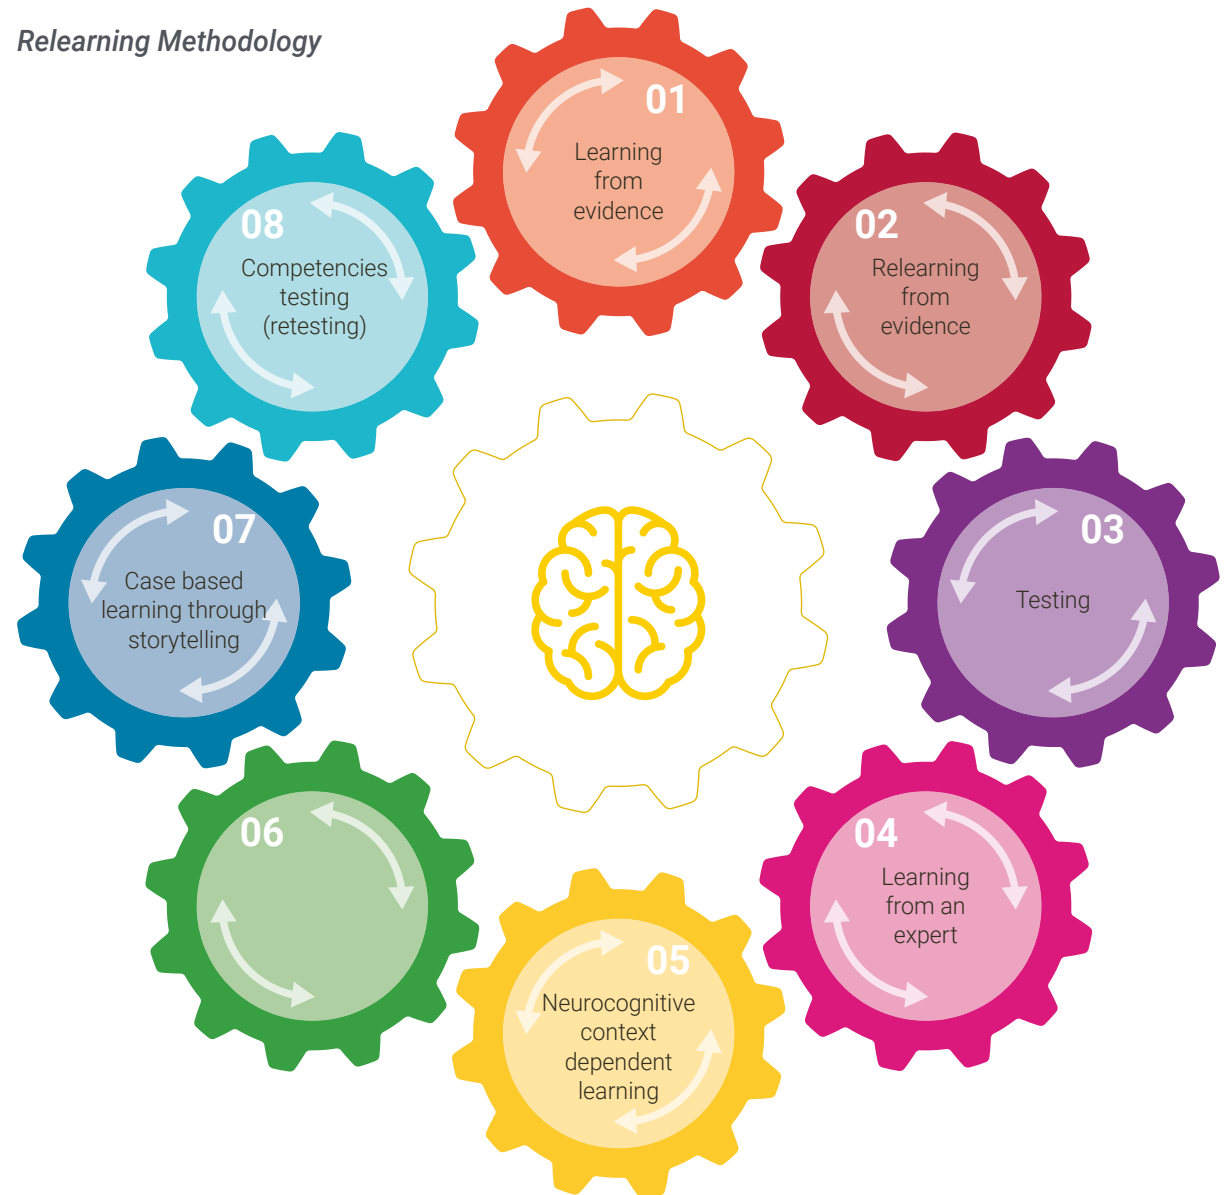 Relearning Methodology
01
Learning
from
evidence
02
Relearning
from
evidence
03
Testing
04
Learning
from an
expert
05
Neurocognitive
context
dependent
learning
06
07
Case based
learning through
storytelling
08
Competencies
testing
(retesting)